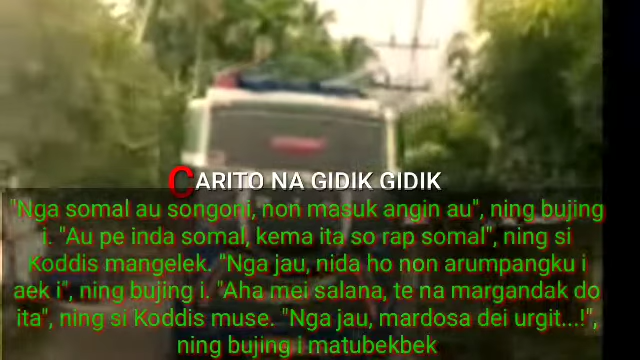 CARITO NA GIDIK GIDIK
"Nga somal au songoni, non masuk angin au", ning bujing
i. "Au pe inda somal, kema ita so rap somal", ning si
Koddis mangelek. "Nga jau, nida ho non arumpangku i
aek i", ning bujing i. "Aha mei salana, te na margandak do
ita", ning si Koddis muse. "Nga jau, mardosa dei urgit...!",
ning bujing i matubekbek